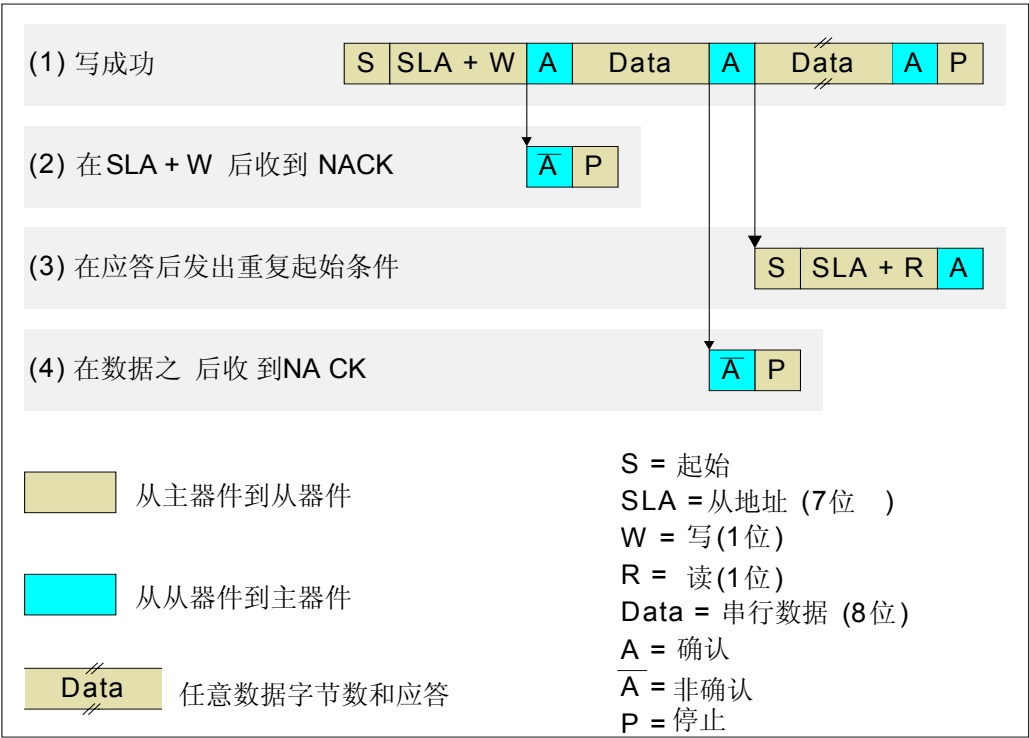 (1) 写成功 S SLA + W A Data A Data A P
(2) 在SLA + W 后收到 NACK A̅ P
(3) 在应答后发出重复起始条件 S SLA + R A
(4) 在数据之 后收 到NA CK A̅ P
从主器件到从器件
从从器件到主器件
Data 任意数据字节数和应答
S = 起始
SLA =从地址 (7位 )
W = 写(1位)
R = 读(1位)
Data = 串行数据 (8位)
A = 确认
A̅ =非确认
P =停止